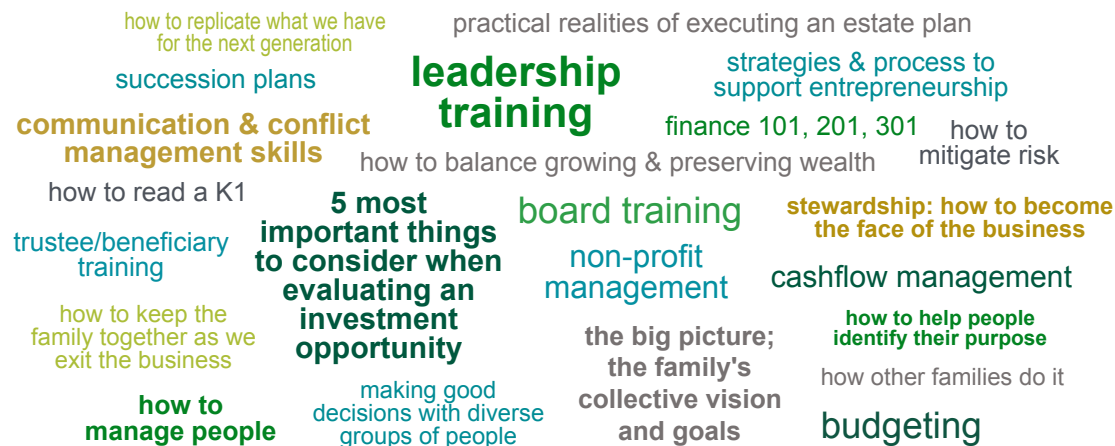 how to replicate what we have
for the next generation
practical realities of executing an estate plan
succession plans
leadership
training
strategies & process to
support entrepreneurship
communication & conflict
management skills
finance 101, 201, 301
how to
mitigate risk
how to balance growing & preserving wealth
how to read a K1
5 most
important things
to consider when
evaluating an
investment
opportunity
board training
stewardship: how to become
the face of the business
trustee/beneficiary
training
non-profit
management
cashflow management
how to keep the
family together as we
exit the business
the big picture;
the family's
collective vision
and goals
how to help people
identify their purpose
how other families do it
how to
manage people
making good
decisions with diverse
groups of people
budgeting